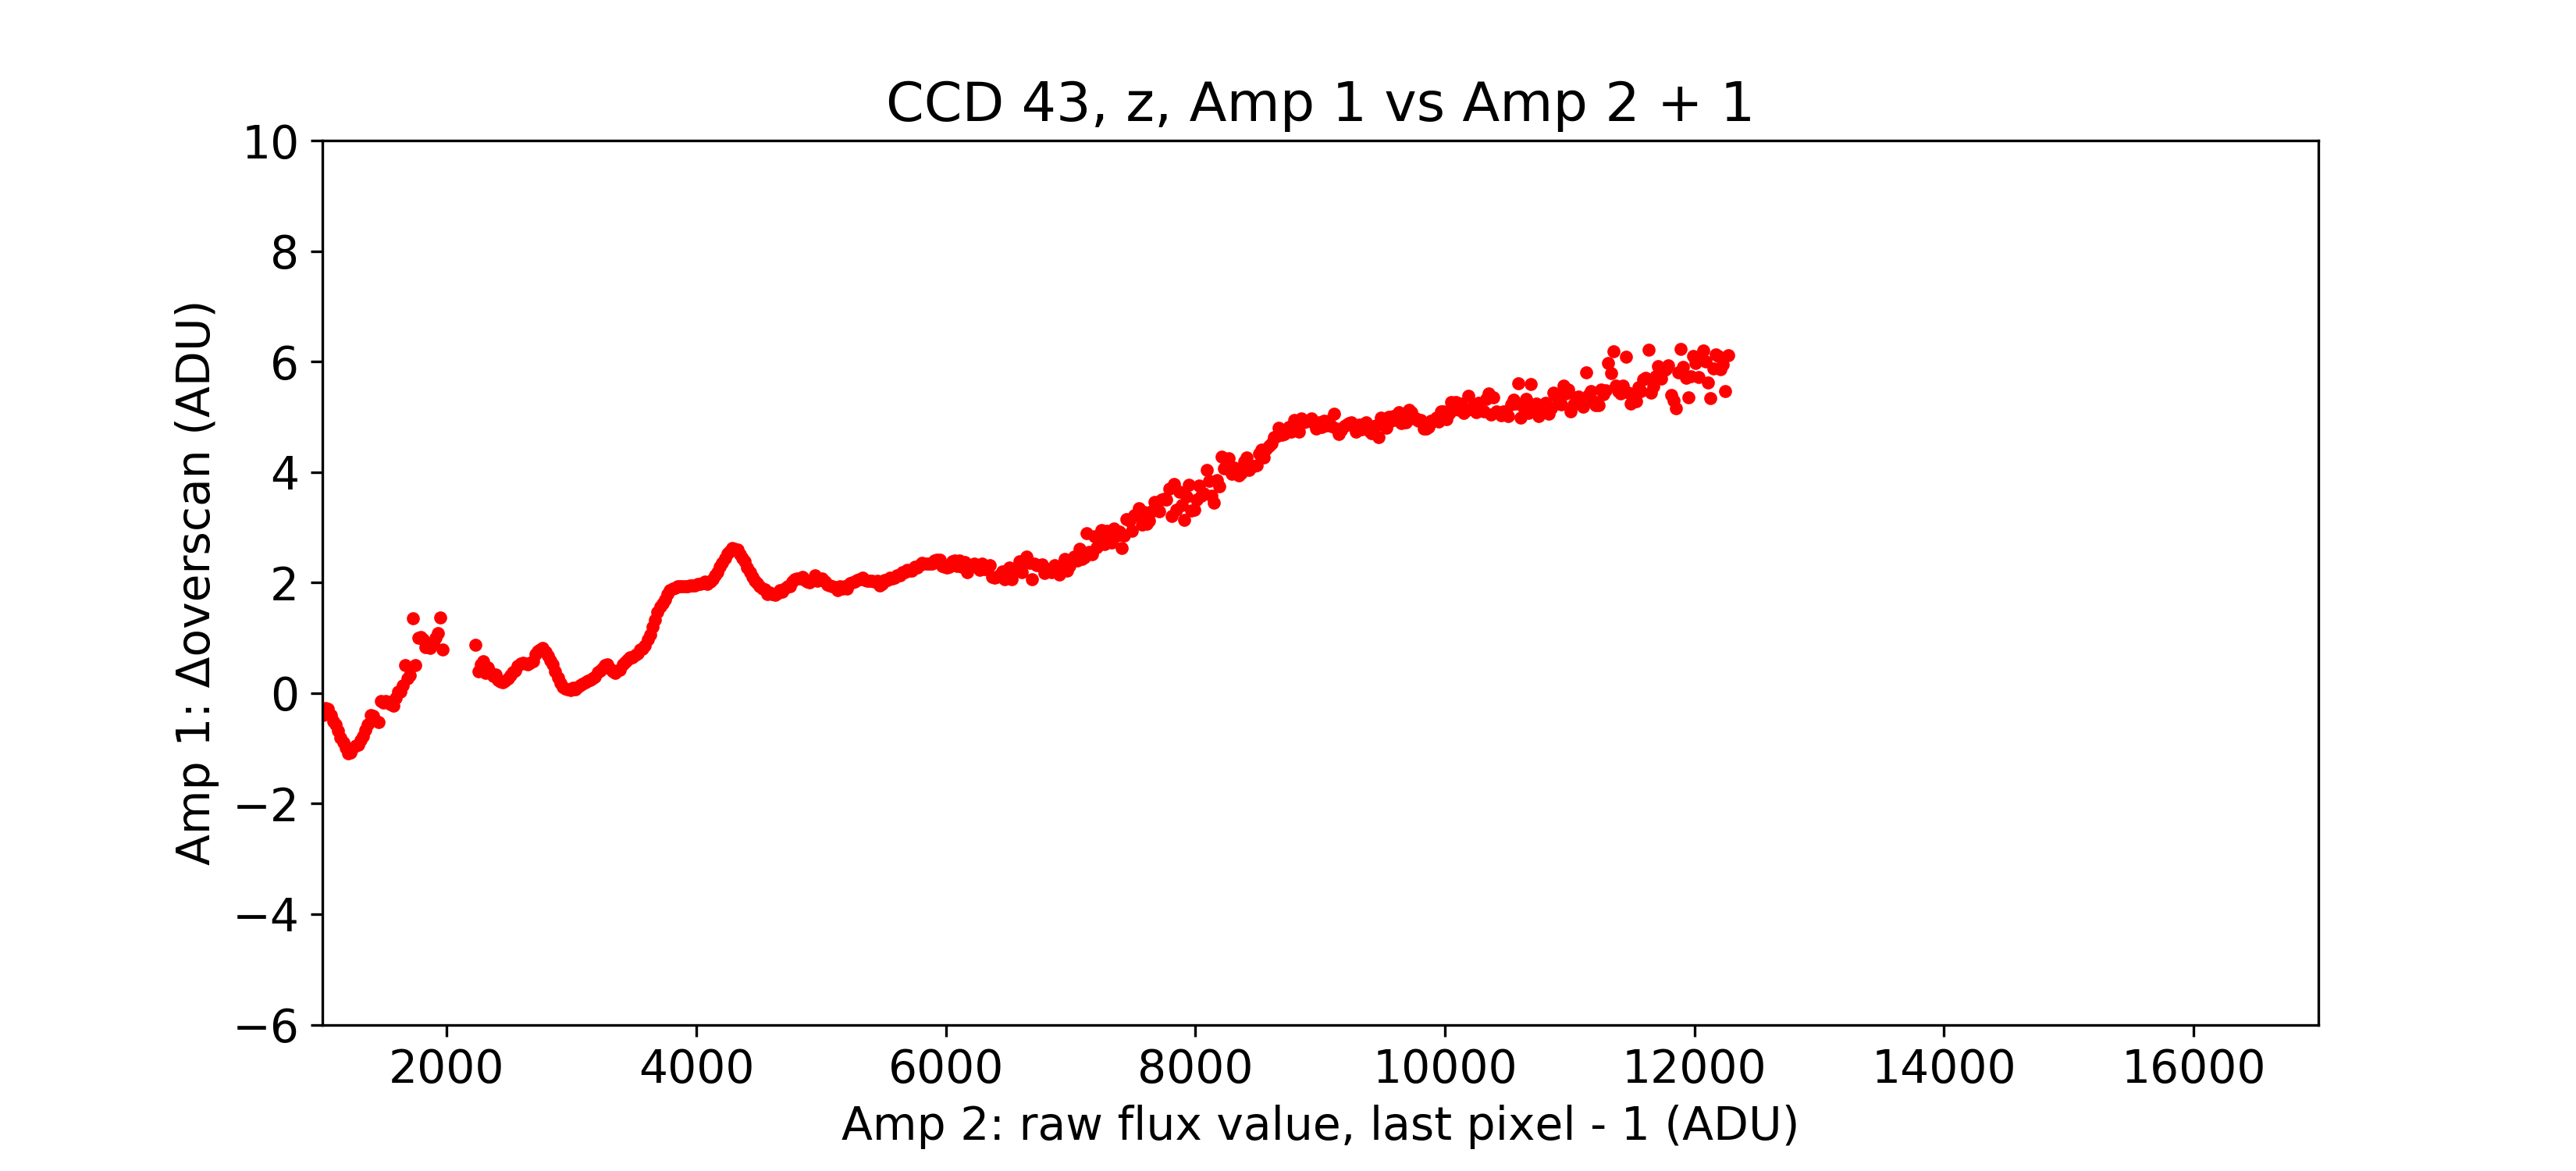 CCD 43, z, Amp 1 vs Amp 2 + 1
10
8
6
4
2
0
−2
−4
−6
Amp 1: Δoverscan (ADU)
2000 4000 6000 8000 10000 12000 14000 16000
Amp 2: raw flux value, last pixel - 1 (ADU)